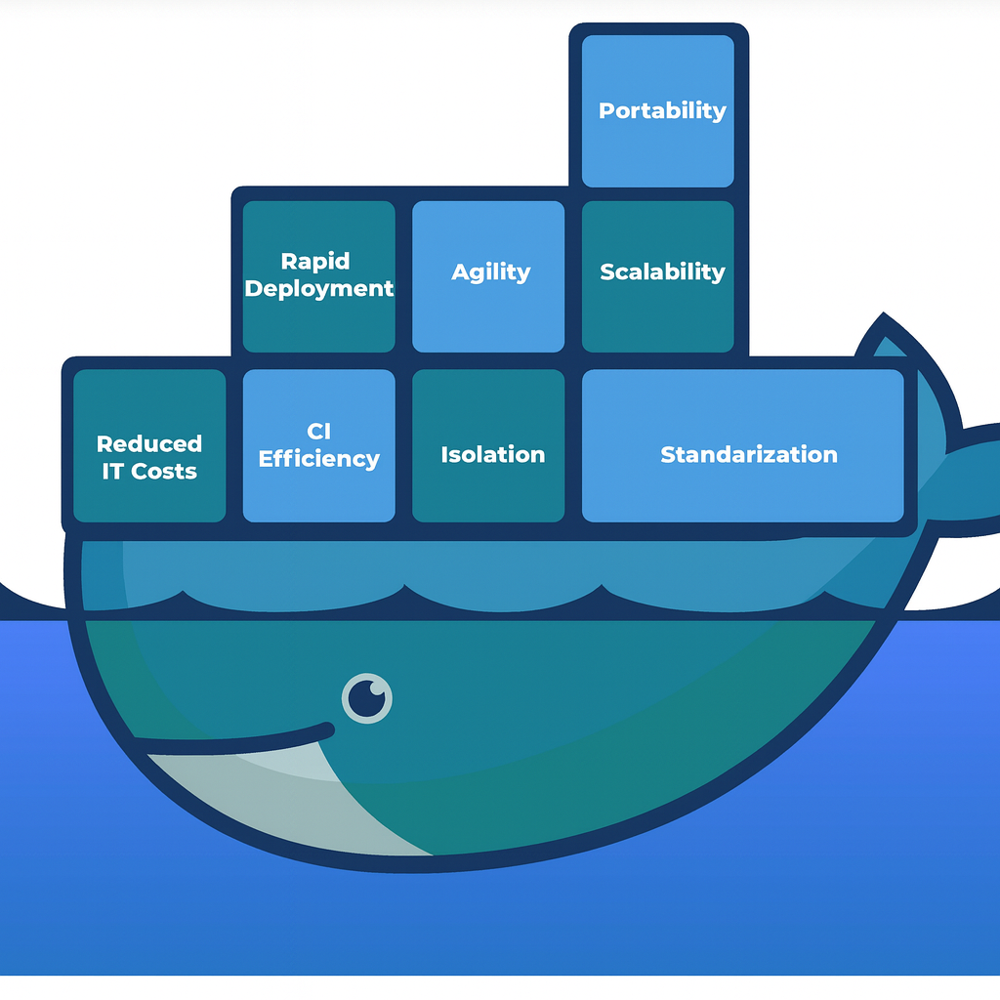 Portability
Rapid
Deployment
Agility
Scalability
Reduced
IT Costs
CI
Efficiency
Isolation
Standarization